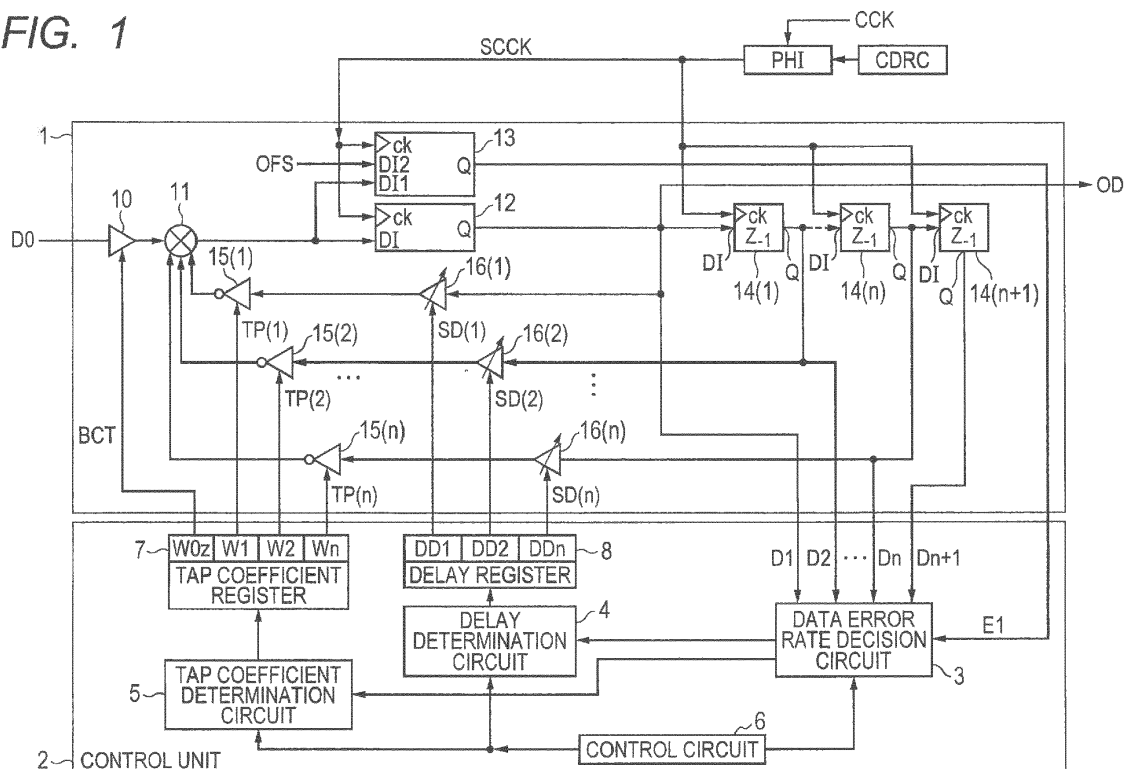 FIG. 1
CCK
SCCK
PHI
CDRC
1
ck
13
OFS
DI2
Q
DI1
10
11
ck
12
Q
DI
OD
D0
ck
Z-1
ck
Z-1
ck
Z-1
DI
Q
DI
Q
DI
Q
14(1)
14(n)
14(n+1)
15(1)
16(1)
TP(1)
SD(1)
15(2)
16(2)
...
TP(2)
SD(2)
BCT
15(n)
16(n)
TP(n)
SD(n)
7
W0z
W1
W2
Wn
DD1
DD2
DDn
8
D1
D2
...
Dn
Dn+1
TAP COEFFICIENT
REGISTER
DELAY REGISTER
4
DELAY
DETERMINATION
CIRCUIT
DATA ERROR
RATE DECISION
CIRCUIT
E1
3
5
TAP COEFFICIENT
DETERMINATION
CIRCUIT
6
CONTROL CIRCUIT
2
CONTROL UNIT